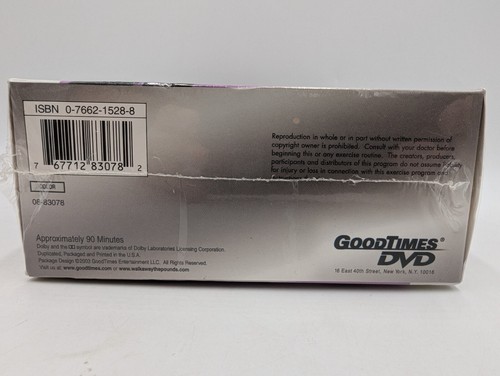 ISBN 0-7662-1528-8
7 67712 83078 2
COLOR
08-83078
Approximately 90 Minutes
Dolby and the DD symbol are trademarks of Dolby Laboratories Licensing Corporation.
Duplicated, Packaged and Printed in the U.S.A.
Package Design ©2003 GoodTimes Entertainment LLC. All Rights Reserved.
Visit us at www.goodtimes.com or www.walkawaythepounds.com
Reproduction in whole or in part without written permission of
copyright owner is prohibited. Consult with your doctor before
beginning this or any exercise routine. The creators, producers,
participants and distributors of this program do not assume liability
for injury or loss in connection with this exercise program and
GOODTIMES®
DVD
16 East 40th Street, New York, N.Y. 10016